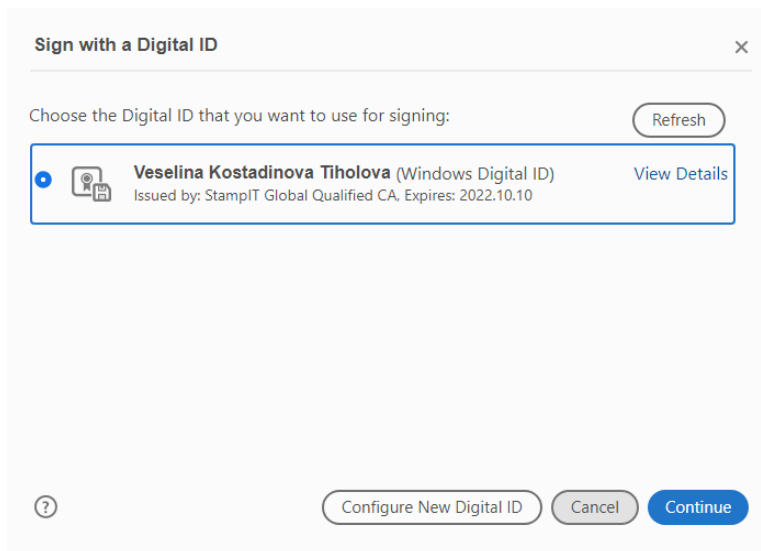 Sign with a Digital ID
Choose the Digital ID that you want to use for signing:
Refresh
Veselina Kostadinova Tiholova (Windows Digital ID)
View Details
Issued by: StampIT Global Qualified CA, Expires: 2022.10.10
?
Configure New Digital ID
Cancel
Continue